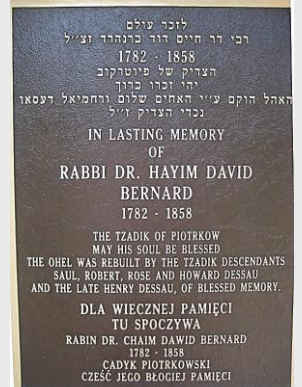 לזכר עולם
רבי דר חיים דוד ברנהרד זצ״ל
1782 - 1858
הצדיק של פיוטרקוב
יהי זכרו ברוך
האהל הוקם ע״י האחים שלום ורחמיאל דעסאו
נכדי הצדיק ז״ל
IN LASTING MEMORY
OF
RABBI DR. HAYIM DAVID
BERNARD
1782 - 1858
THE TZADIK OF PIOTRKOW
MAY HIS SOUL BE BLESSED
THE OHEL WAS REBUILT BY THE TZADIK DESCENDANTS
SAUL, ROBERT, ROSE AND HOWARD DESSAU
AND THE LATE HENRY DESSAU, OF BLESSED MEMORY.
DLA WIECZNEJ PAMIĘCI
TU SPOCZYWA
RABIN DR. CHAIM DAWID BERNARD
1782 - 1858
CADYK PIOTRKOWSKI
CZEŚĆ JEGO BŁOGIEJ PAMIĘCI